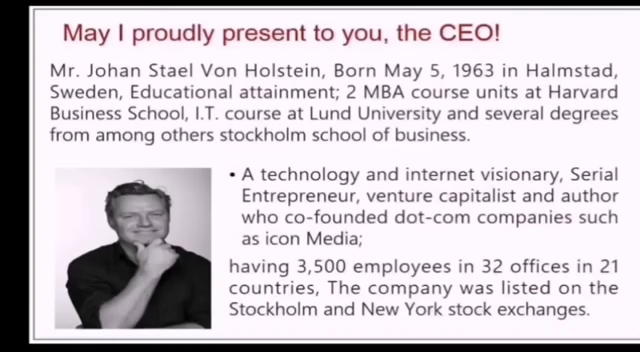 May I proudly present to you, the CEO!
Mr. Johan Stael Von Holstein, Born May 5, 1963 in Halmstad,
Sweden, Educational attainment; 2 MBA course units at Harvard
Business School, I.T. course at Lund University and several degrees
from among others stockholm school of business.
• A technology and internet visionary, Serial
Entrepreneur, venture capitalist and author
who co-founded dot-com companies such
as icon Media;
having 3,500 employees in 32 offices in 21
countries, The company was listed on the
Stockholm and New York stock exchanges.